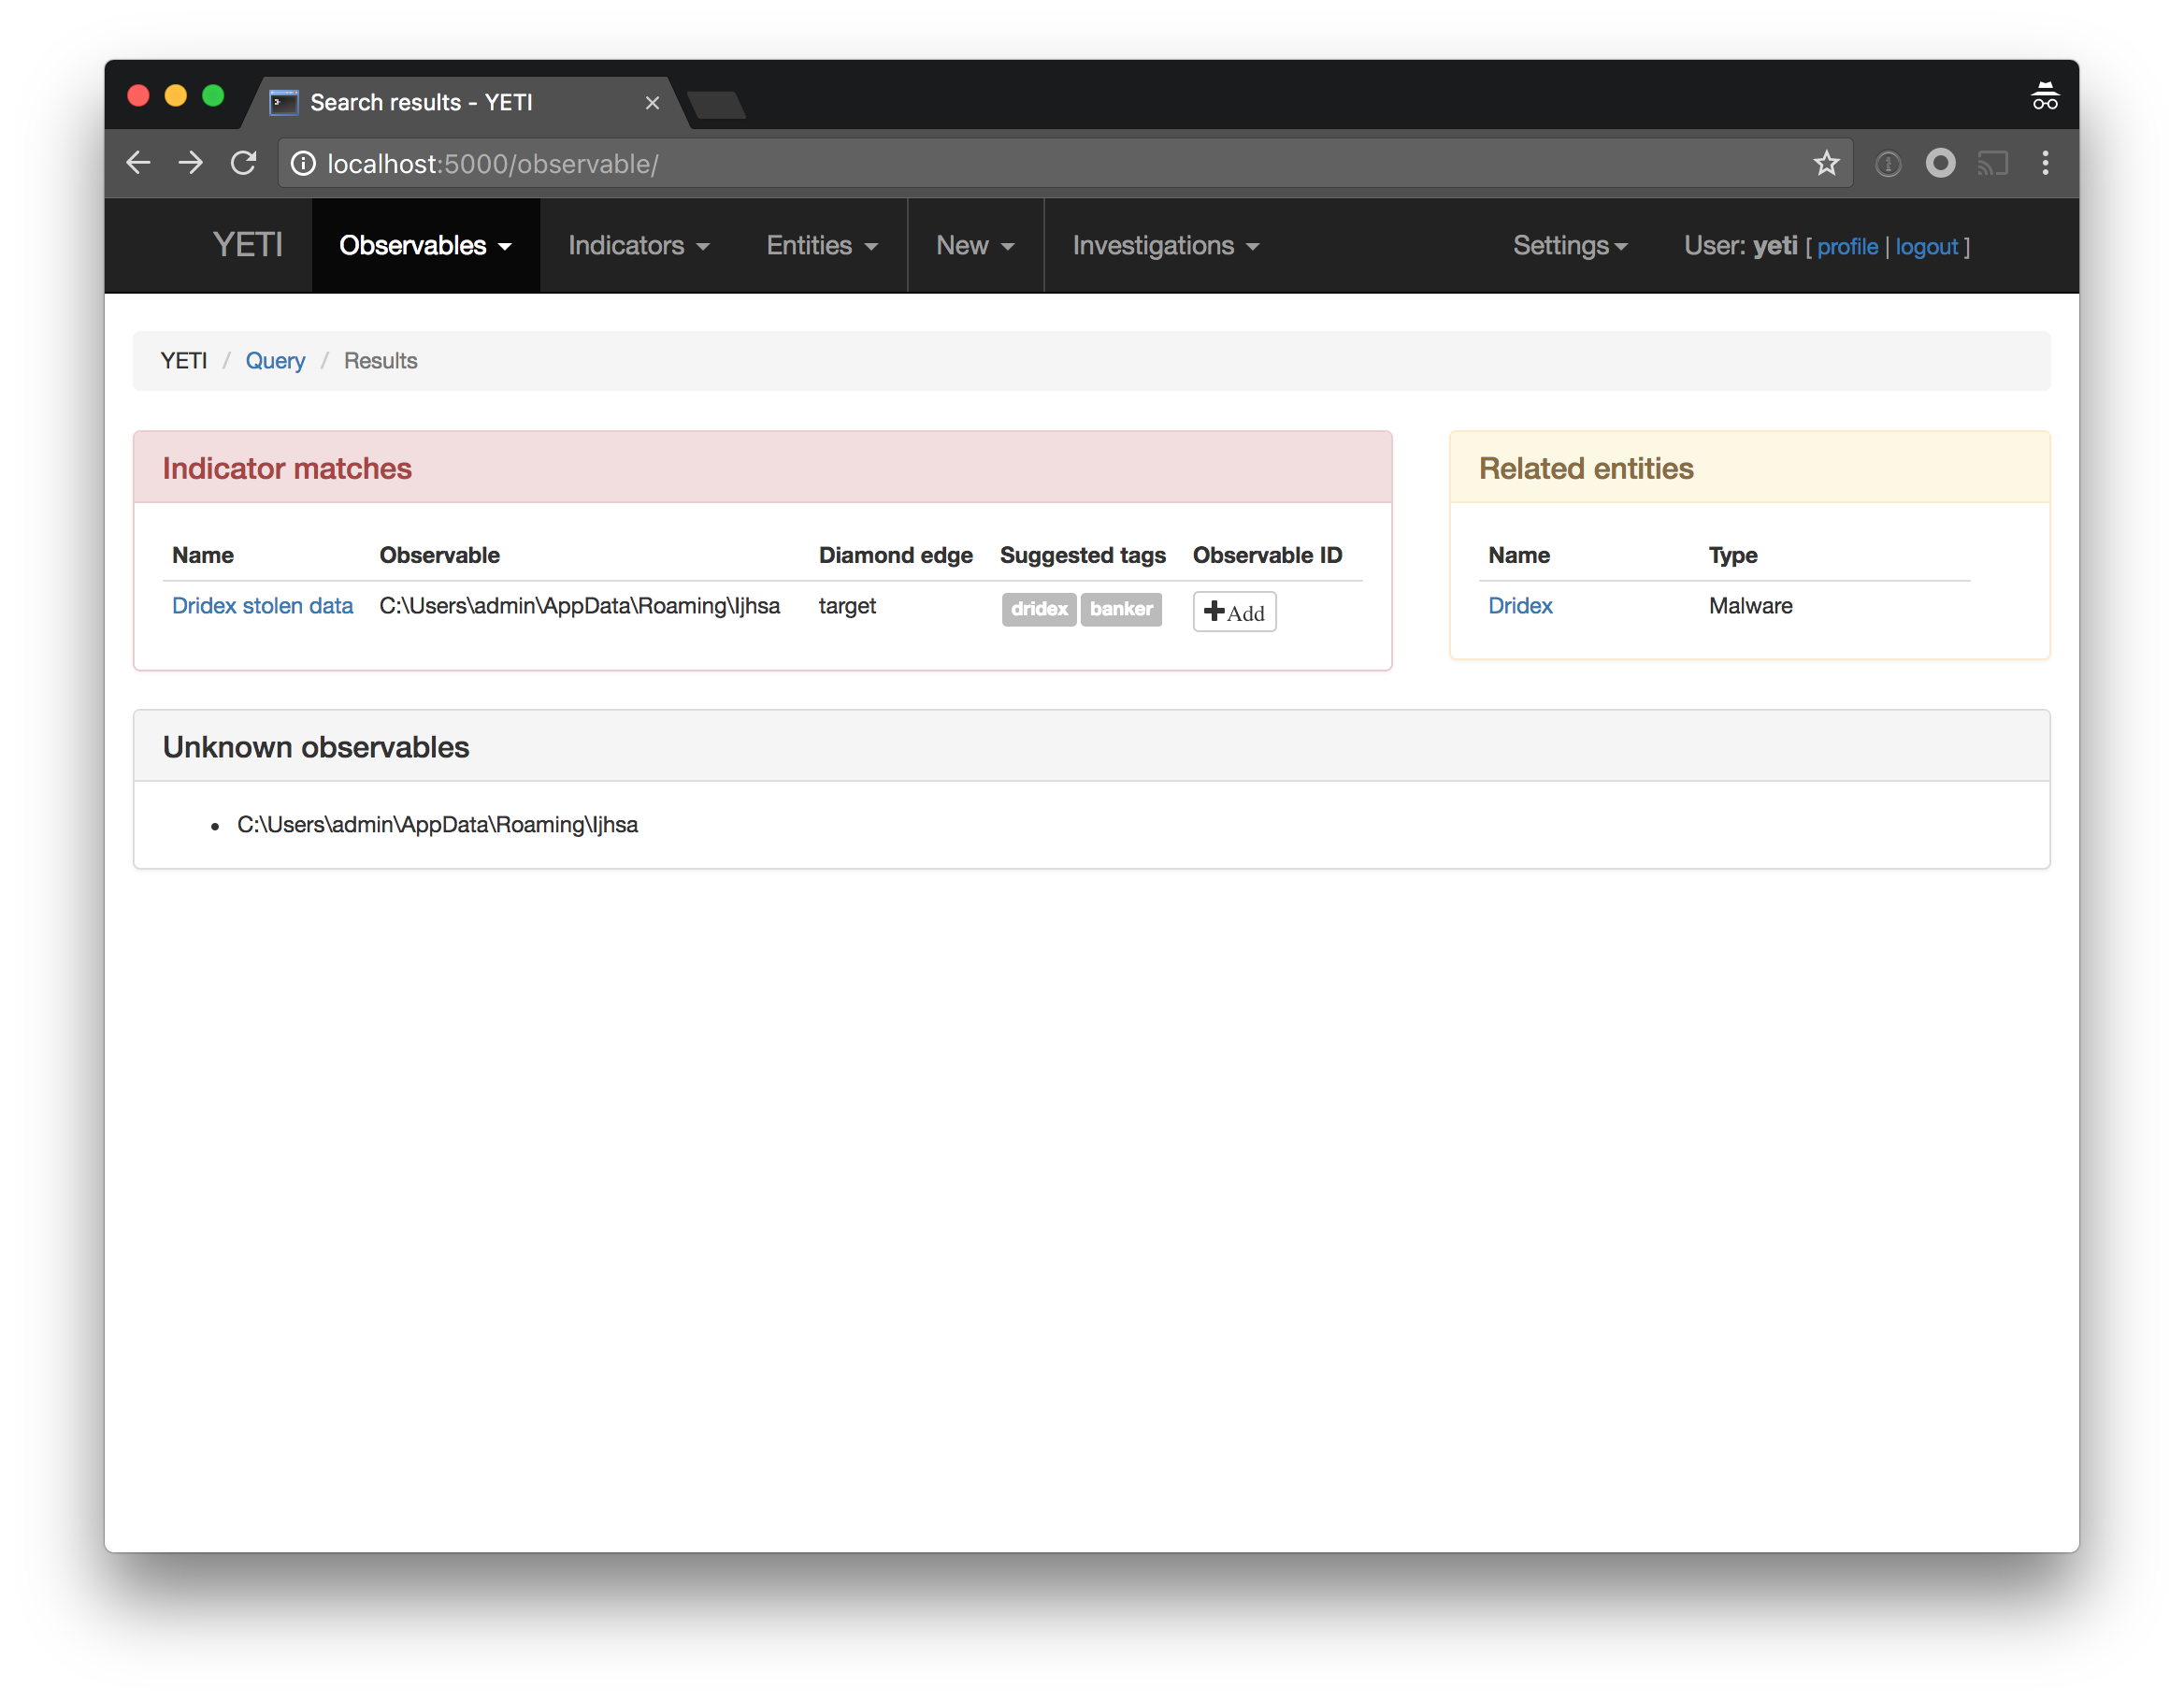 Search results - YETI
localhost:5000/observable/
YETI Observables Indicators Entities New Investigations Settings User: yeti [ profile | logout ]
YETI / Query / Results
Indicator matches
Name Observable Diamond edge Suggested tags Observable ID
Dridex stolen data C:\Users\admin\AppData\Roaming\Ijhsa target dridex banker Add
Related entities
Name Type
Dridex Malware
Unknown observables
• C:\Users\admin\AppData\Roaming\Ijhsa